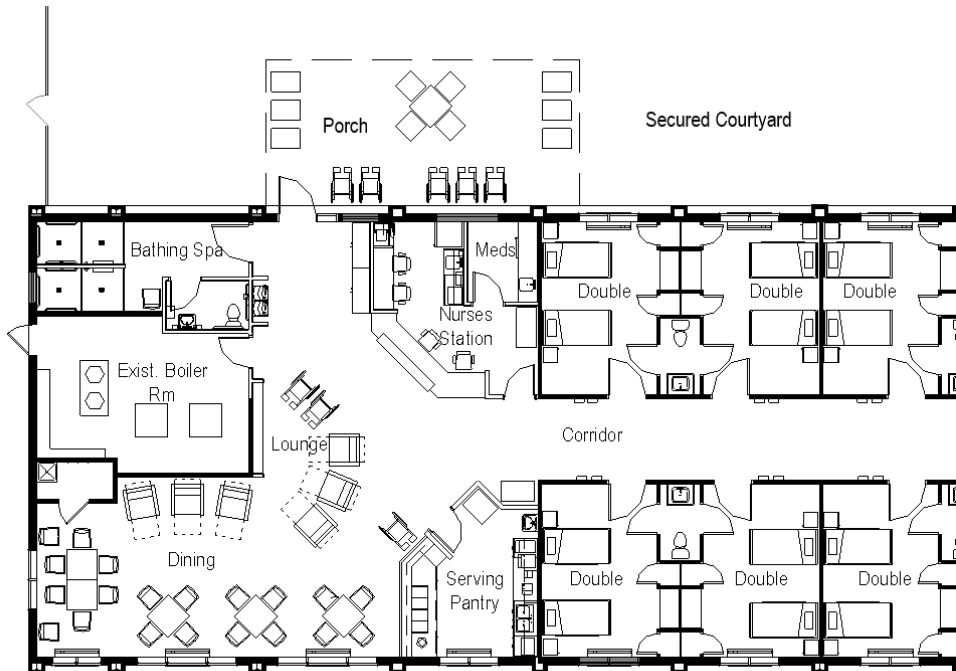 Porch
Secured Courtyard
Bathing Spa
Meds
Double
Double
Double
Nurses
Station
Exist. Boiler
Rm
Corridor
Lounge
Dining
Serving
Pantry
Double
Double
Double